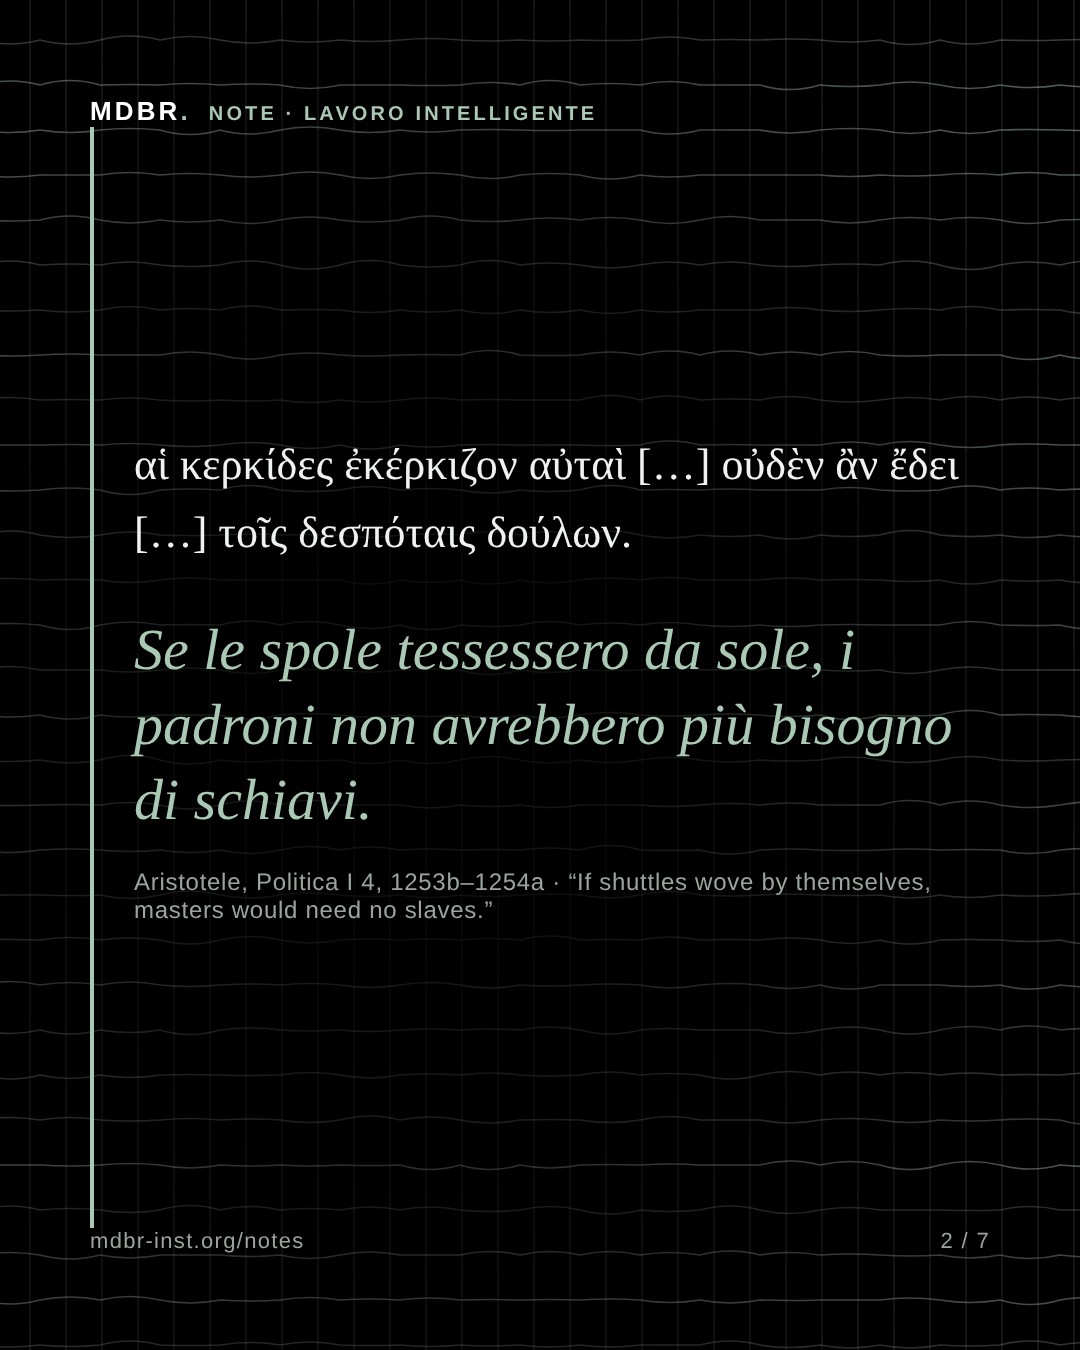 MDBR. NOTE · LAVORO INTELLIGENTE
αἱ κερκίδες ἐκέρκιζον αὐταὶ […] οὐδὲν ἂν ἔδει
[…] τοῖς δεσπόταις δούλων.
Se le spole tessessero da sole, i
padroni non avrebbero più bisogno
di schiavi.
Aristotele, Politica I 4, 1253b–1254a · “If shuttles wove by themselves,
masters would need no slaves.”
mdbr-inst.org/notes
2 / 7